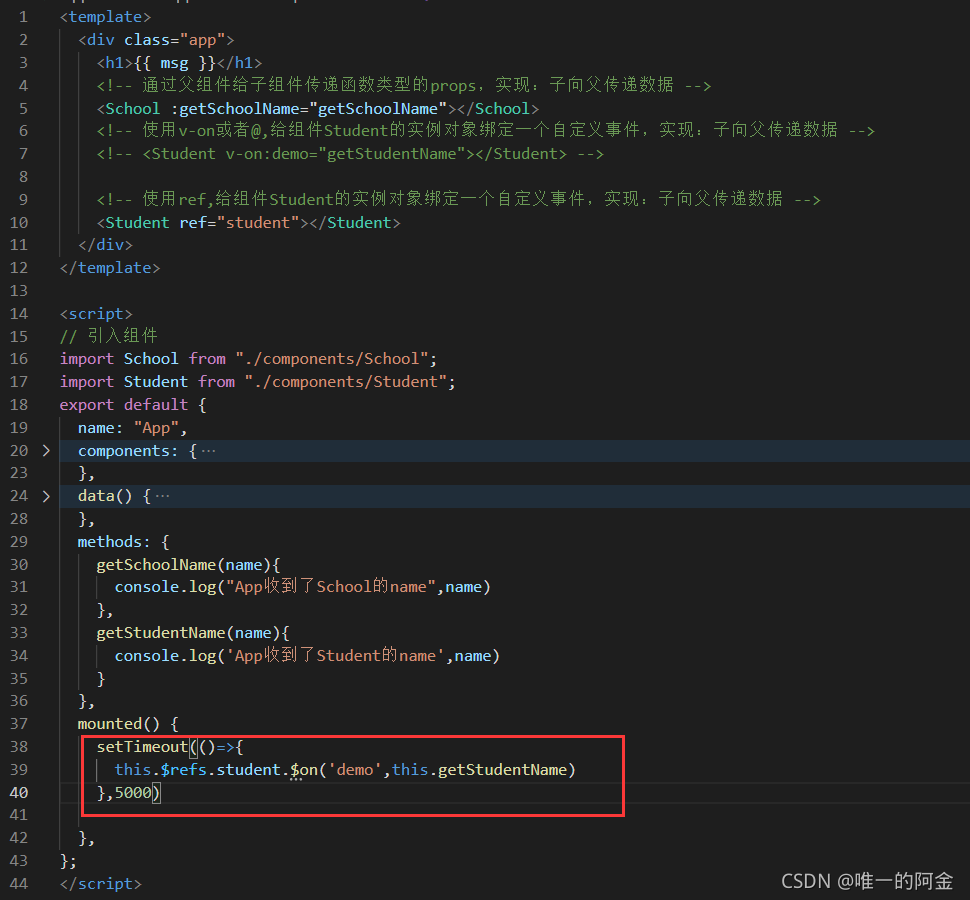 1 <template>
2 <div class="app">
3 <h1>{{ msg }}</h1>
4 <!-- 通过父组件给子组件传递函数类型的props，实现：子向父传递数据 -->
5 <School :getSchoolName="getSchoolName"></School>
6 <!-- 使用v-on或者@,给组件Student的实例对象绑定一个自定义事件，实现：子向父传递数据 -->
7 <!-- <Student v-on:demo="getStudentName"></Student> -->
8
9 <!-- 使用ref,给组件Student的实例对象绑定一个自定义事件，实现：子向父传递数据 -->
10 <Student ref="student"></Student>
11 </div>
12 </template>
13
14 <script>
15 // 引入组件
16 import School from "./components/School";
17 import Student from "./components/Student";
18 export default {
19 name: "App",
20 components: {…
23 },
24 data() {…
28 },
29 methods: {
30 getSchoolName(name){
31 console.log("App收到了School的name",name)
32 },
33 getStudentName(name){
34 console.log('App收到了Student的name',name)
35 }
36 },
37 mounted() {
38 setTimeout(()=>{
39 this.$refs.student.$on('demo',this.getStudentName)
40 },5000)
41
42 },
43 };
44 </script>
CSDN @唯一的阿金